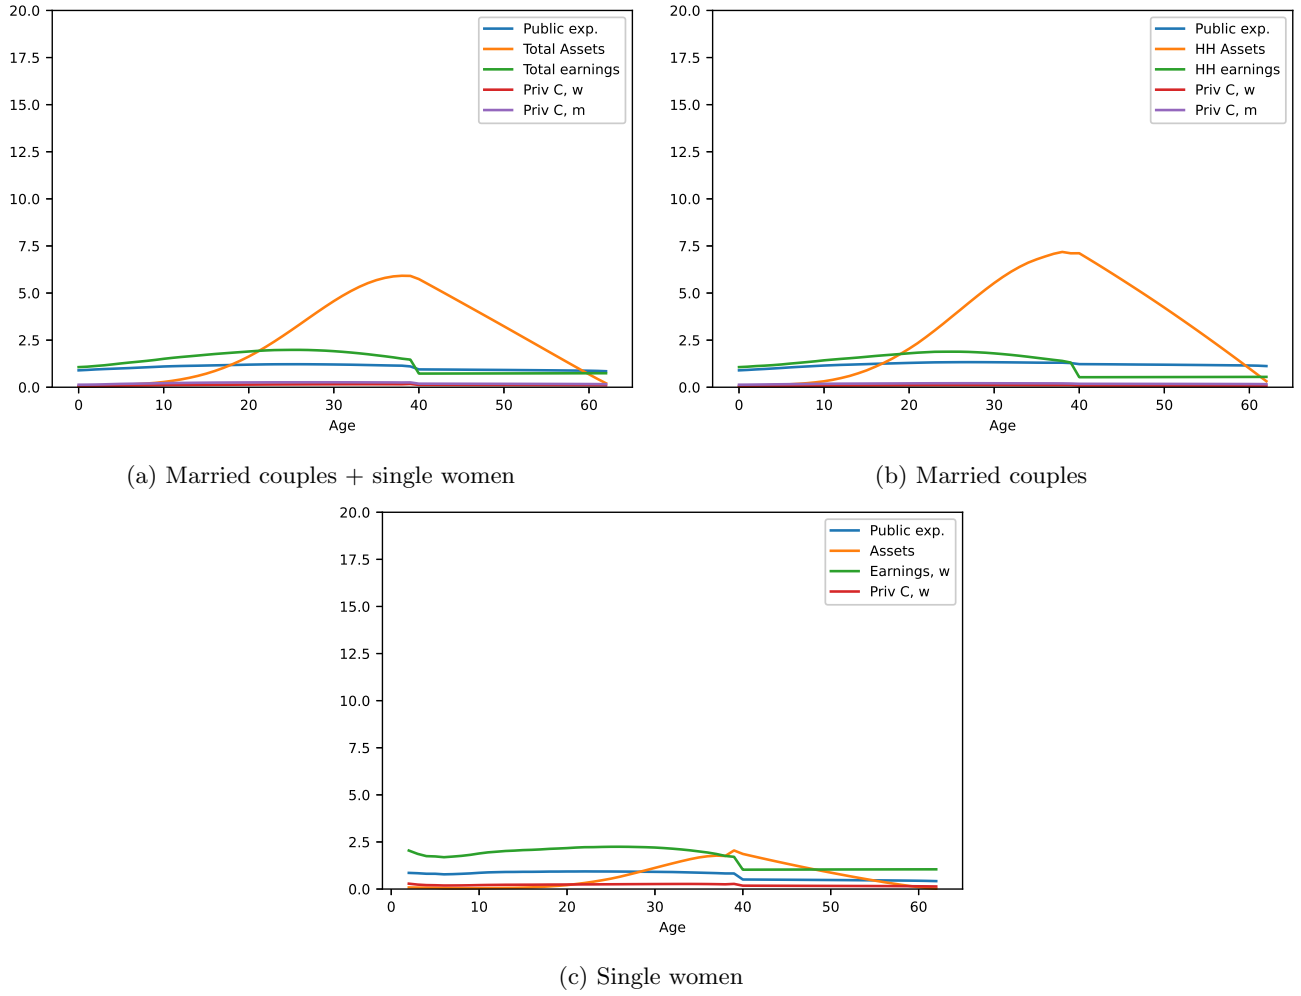 20.0
17.5
15.0
12.5
10.0
7.5
5.0
2.5
0.0
0 10 20 30 40 50 60
Age
Public exp.
Total Assets
Total earnings
Priv C, w
Priv C, m
(a) Married couples + single women
20.0
17.5
15.0
12.5
10.0
7.5
5.0
2.5
0.0
0 10 20 30 40 50 60
Age
Public exp.
HH Assets
HH earnings
Priv C, w
Priv C, m
(b) Married couples
20.0
17.5
15.0
12.5
10.0
7.5
5.0
2.5
0.0
0 10 20 30 40 50 60
Age
Public exp.
Assets
Earnings, w
Priv C, w
(c) Single women